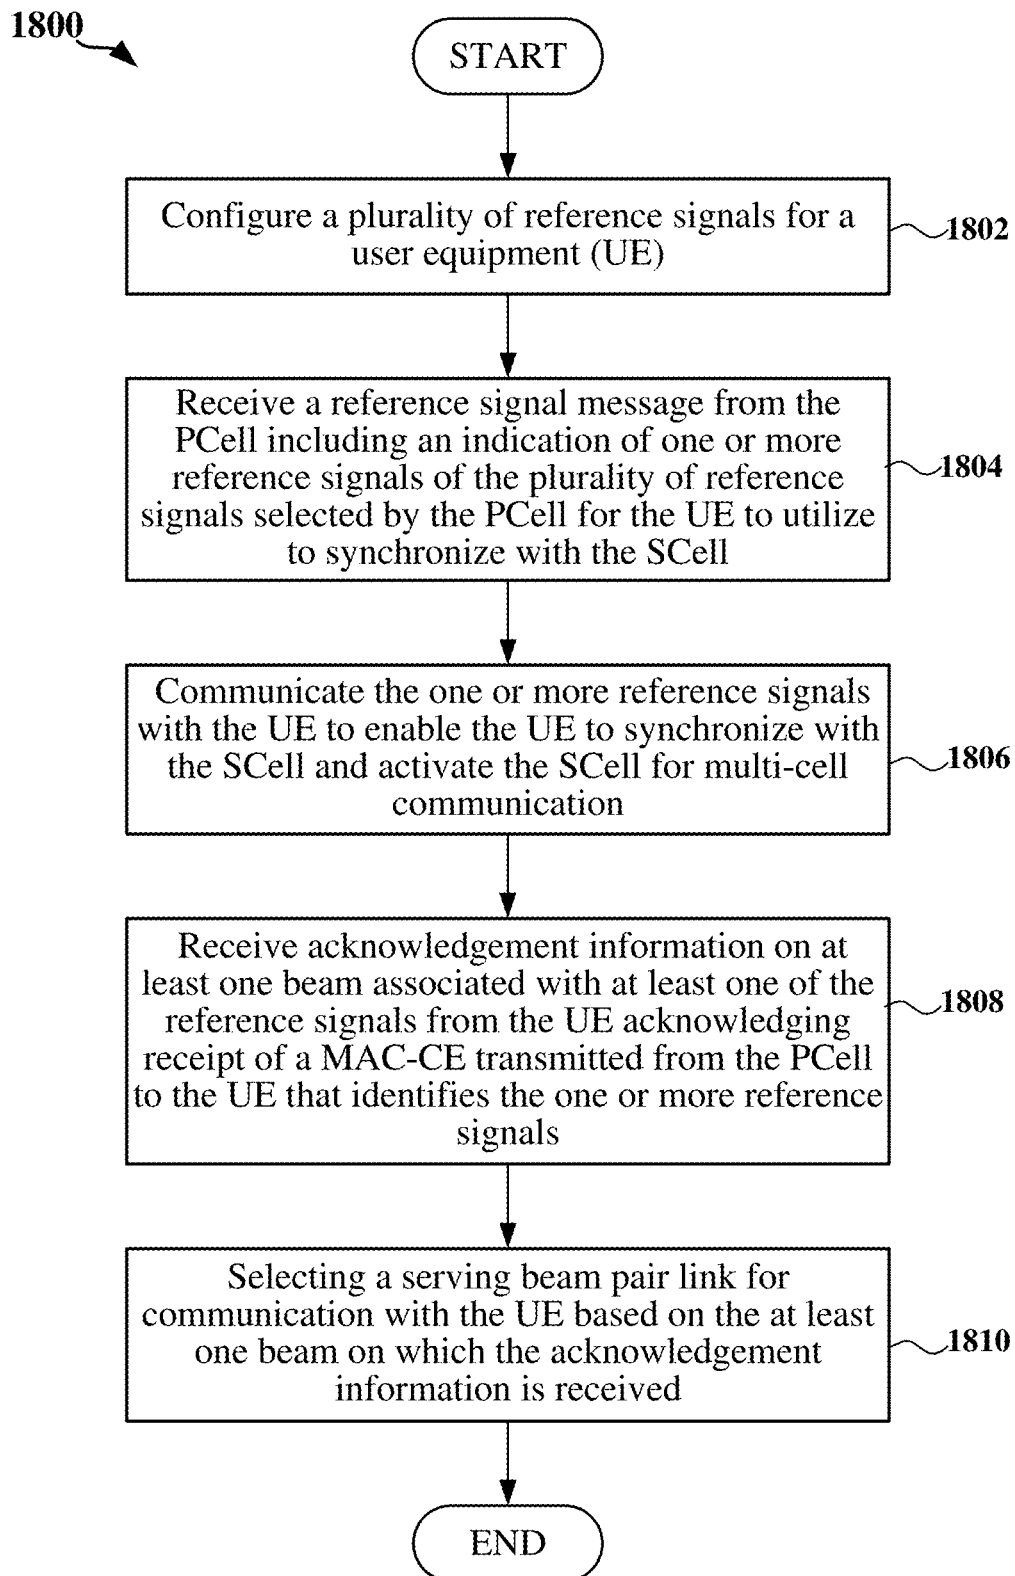 1800
START
Configure a plurality of reference signals for a
user equipment (UE)
1802
Receive a reference signal message from the
PCell including an indication of one or more
reference signals of the plurality of reference
signals selected by the PCell for the UE to utilize
to synchronize with the SCell
1804
Communicate the one or more reference signals
with the UE to enable the UE to synchronize with
the SCell and activate the SCell for multi-cell
communication
1806
Receive acknowledgement information on at
least one beam associated with at least one of the
reference signals from the UE acknowledging
receipt of a MAC-CE transmitted from the PCell
to the UE that identifies the one or more reference
signals
1808
Selecting a serving beam pair link for
communication with the UE based on the at least
one beam on which the acknowledgement
information is received
1810
END